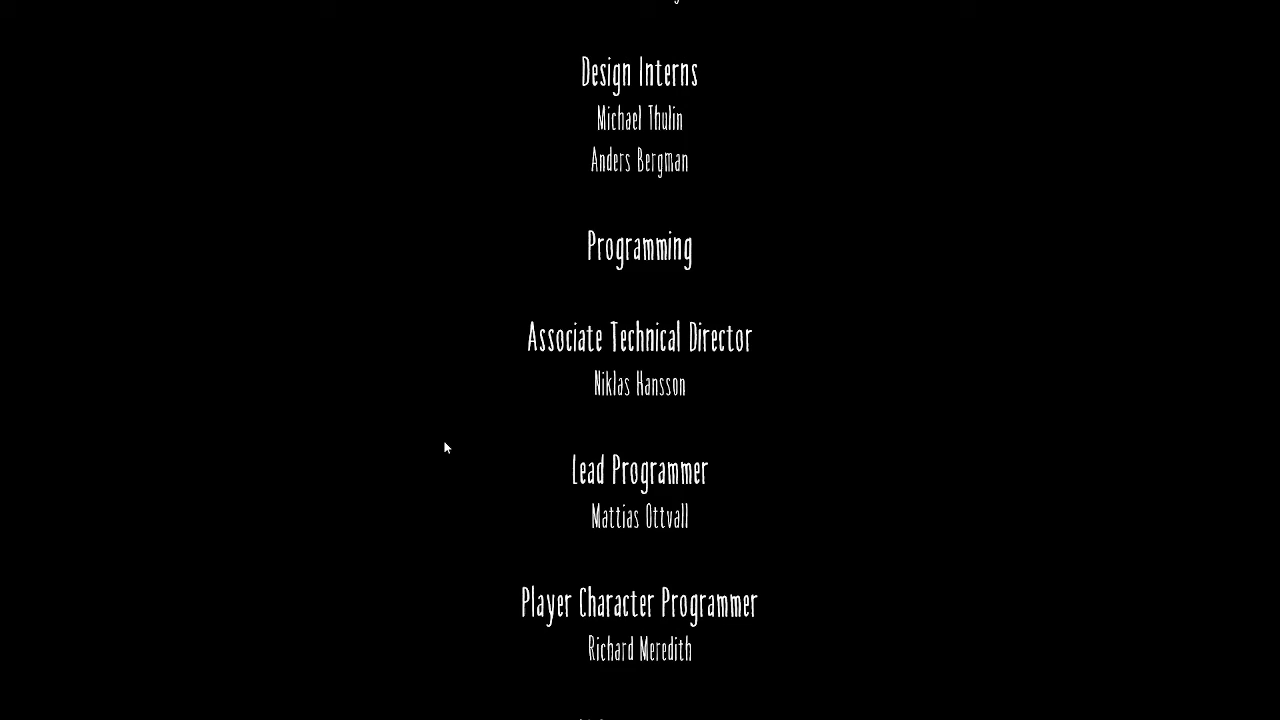 Design Interns
Michael Thulin
Anders Bergman
Programming
Associate Technical Director
Niklas Hansson
Lead Programmer
Mattias Ottvall
Player Character Programmer
Richard Meredith